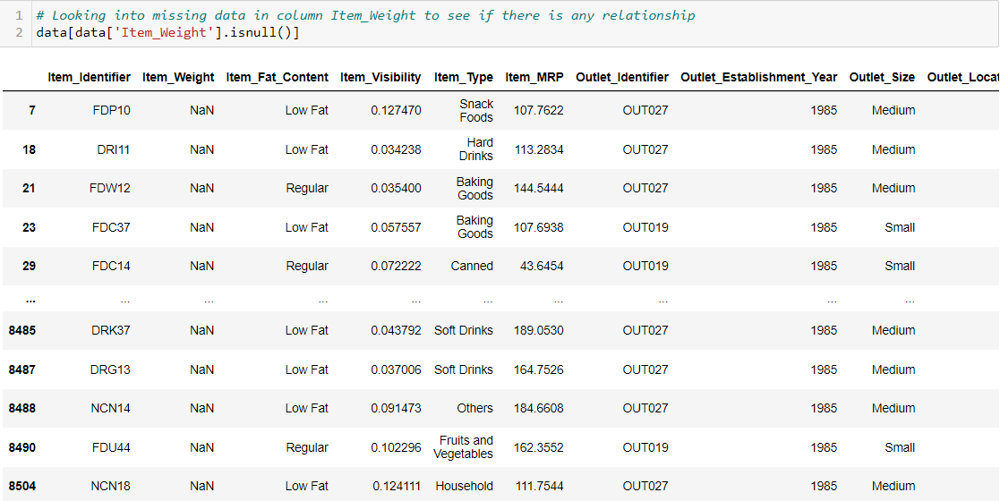 1 # Looking into missing data in column Item_Weight to see if there is any relationship
2 data[data['Item_Weight'].isnull()]
Item_Identifier Item_Weight Item_Fat_Content Item_Visibility Item_Type Item_MRP Outlet_Identifier Outlet_Establishment_Year Outlet_Size Outlet_Locat
7 FDP10 NaN Low Fat 0.127470 Snack Foods 107.7622 OUT027 1985 Medium
18 DRI11 NaN Low Fat 0.034238 Hard Drinks 113.2834 OUT027 1985 Medium
21 FDW12 NaN Regular 0.035400 Baking Goods 144.5444 OUT027 1985 Medium
23 FDC37 NaN Low Fat 0.057557 Baking Goods 107.6938 OUT019 1985 Small
29 FDC14 NaN Regular 0.072222 Canned 43.6454 OUT019 1985 Small
... ... ... ... ... ... ... ... ... ...
8485 DRK37 NaN Low Fat 0.043792 Soft Drinks 189.0530 OUT027 1985 Medium
8487 DRG13 NaN Low Fat 0.037006 Soft Drinks 164.7526 OUT027 1985 Medium
8488 NCN14 NaN Low Fat 0.091473 Others 184.6608 OUT027 1985 Medium
8490 FDU44 NaN Regular 0.102296 Fruits and Vegetables 162.3552 OUT019 1985 Small
8504 NCN18 NaN Low Fat 0.124111 Household 111.7544 OUT027 1985 Medium